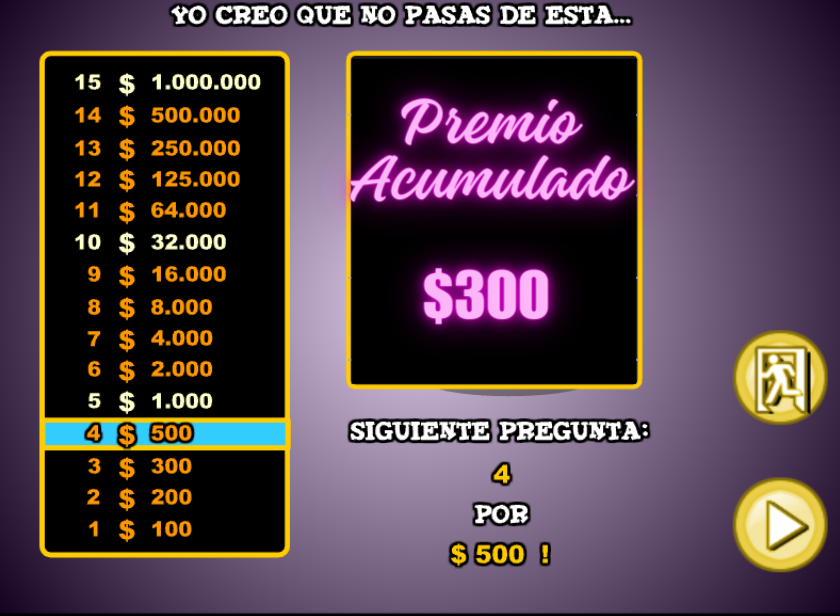 YO CREO QUE NO PASAS DE ESTA...
15 $ 1.000.000
14 $ 500.000
13 $ 250.000
12 $ 125.000
11 $ 64.000
10 $ 32.000
9 $ 16.000
8 $ 8.000
7 $ 4.000
6 $ 2.000
5 $ 1.000
4 $ 500
3 $ 300
2 $ 200
1 $ 100
Premio
Acumulado
$300
SIGUIENTE PREGUNTA:
4
POR
$ 500 !